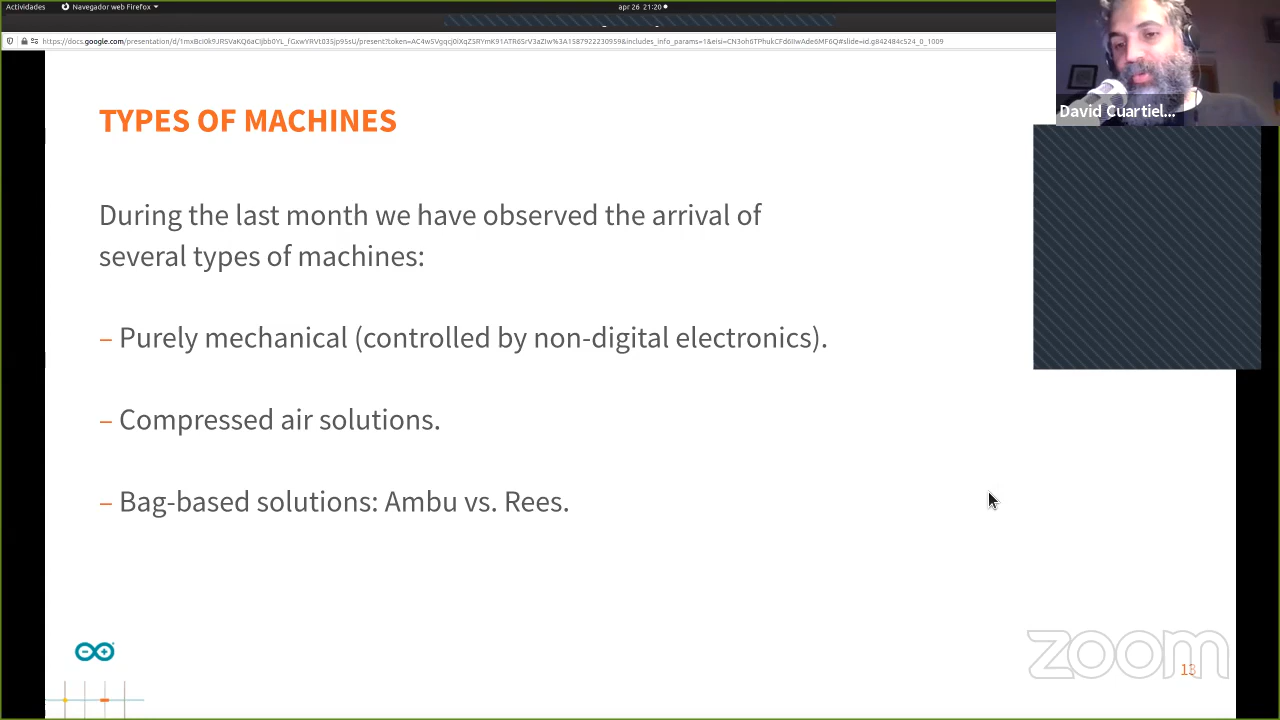 Actividades
Navegador web Firefox
apr 26 21:20
TYPES OF MACHINES
During the last month we have observed the arrival of
several types of machines:
– Purely mechanical (controlled by non-digital electronics).
– Compressed air solutions.
– Bag-based solutions: Ambu vs. Rees.
David Cuartiel...
zoom
13